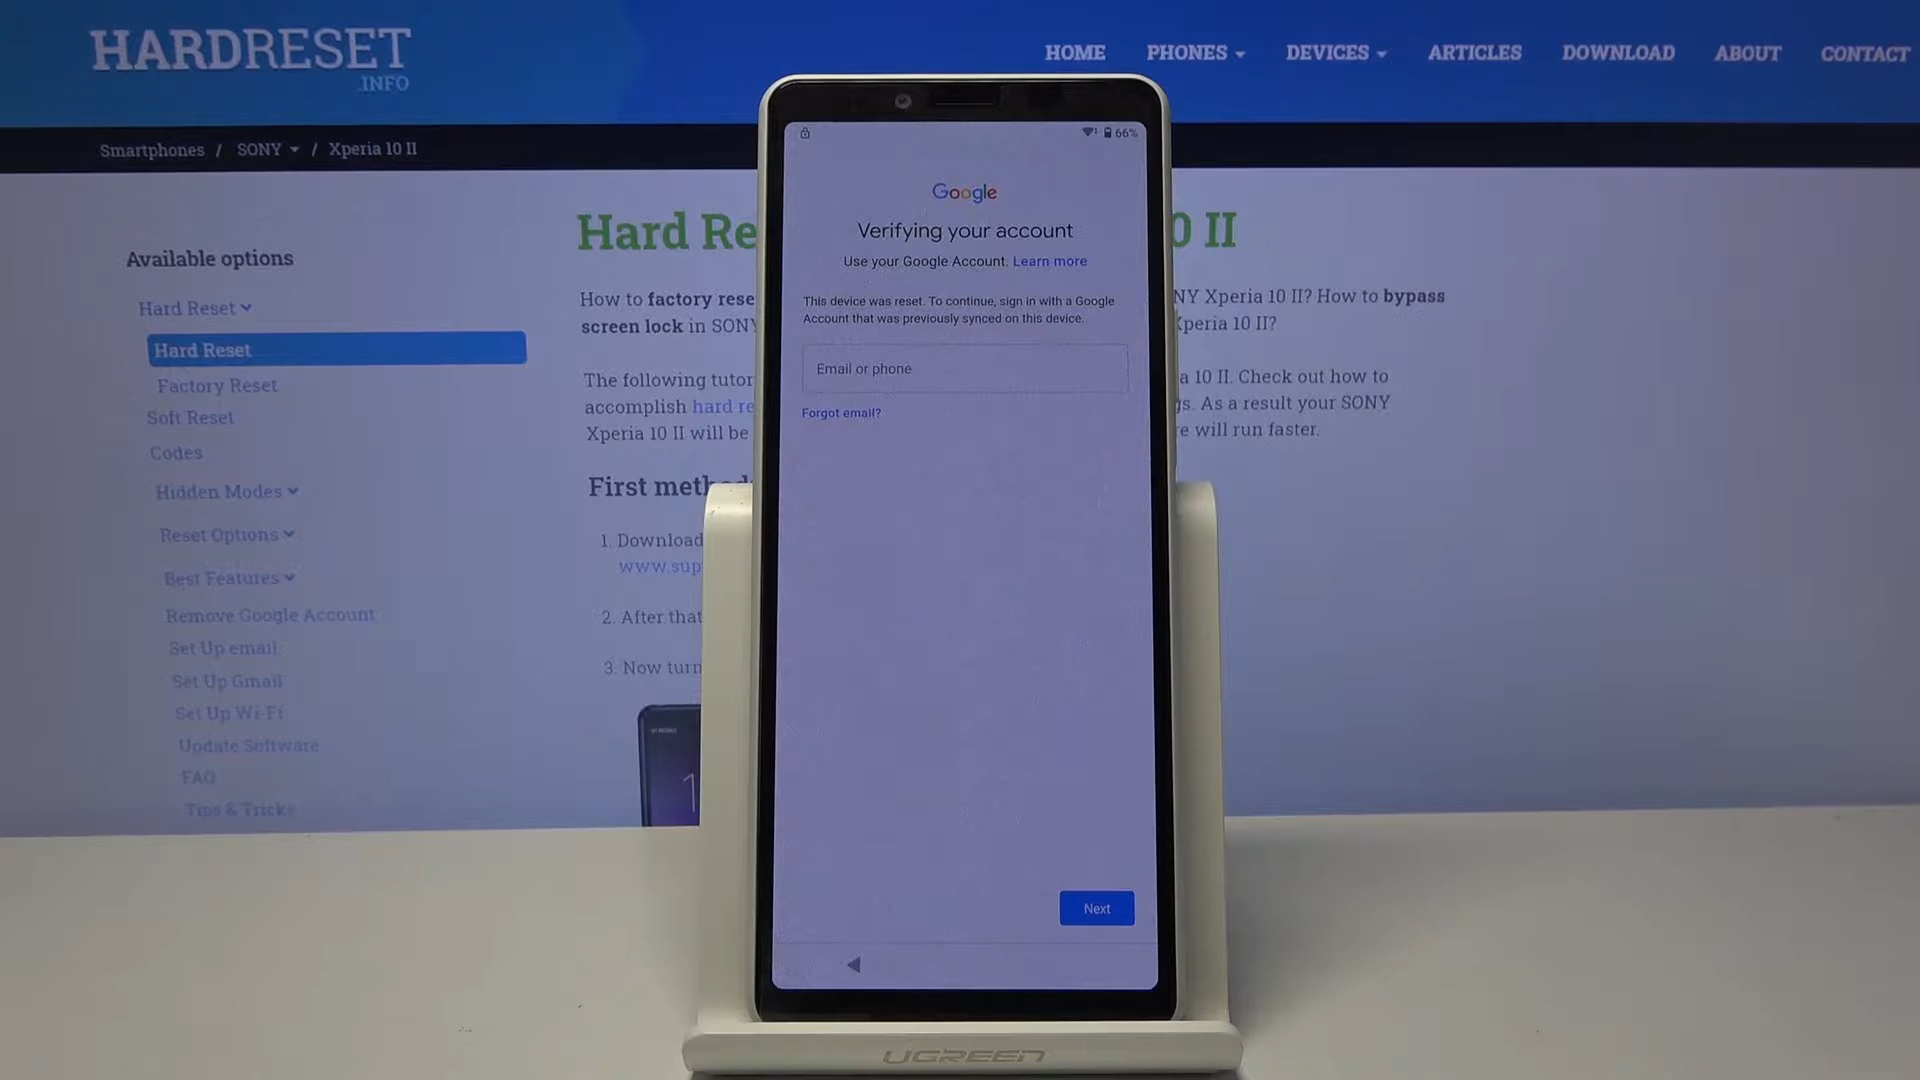 HARDRESET
.INFO
HOME PHONES DEVICES ARTICLES DOWNLOAD ABOUT CONTACT
Smartphones / SONY / Xperia 10 II
Available options
Hard Reset
Hard Reset
Factory Reset
Soft Reset
Codes
Hidden Modes
Reset Options
Best Features
Remove Google Account
Set Up email
Set Up Gmail
Set Up Wi-Fi
Update Software
FAQ
Tips & Tricks
Hard Re 0 II
How to factory rese NY Xperia 10 II? How to bypass
screen lock in SONY Xperia 10 II?
The following tutor a 10 II. Check out how to
accomplish hard re gs. As a result your SONY
Xperia 10 II will be re will run faster.
First meth
1. Download
www.sup
2. After that
3. Now turn
66%
Google
Verifying your account
Use your Google Account. Learn more
This device was reset. To continue, sign in with a Google
Account that was previously synced on this device.
Email or phone
Forgot email?
Next
UGREEN